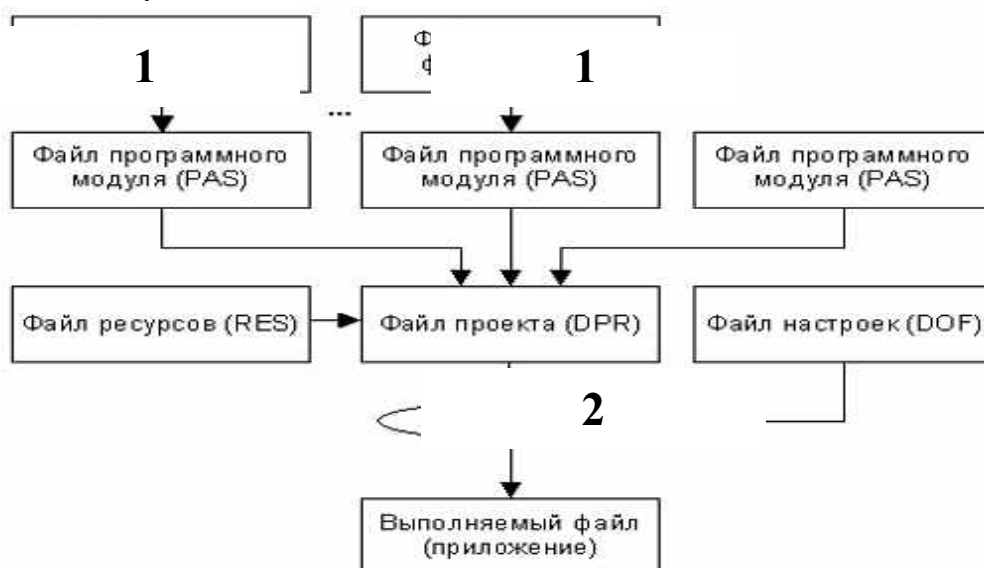 1
1
...
Файл программного
модуля (PAS)
Файл программного
модуля (PAS)
Файл программного
модуля (PAS)
Файл ресурсов (RES)
Файл проекта (DPR)
Файл настроек (DOF)
2
Выполняемый файл
(приложение)